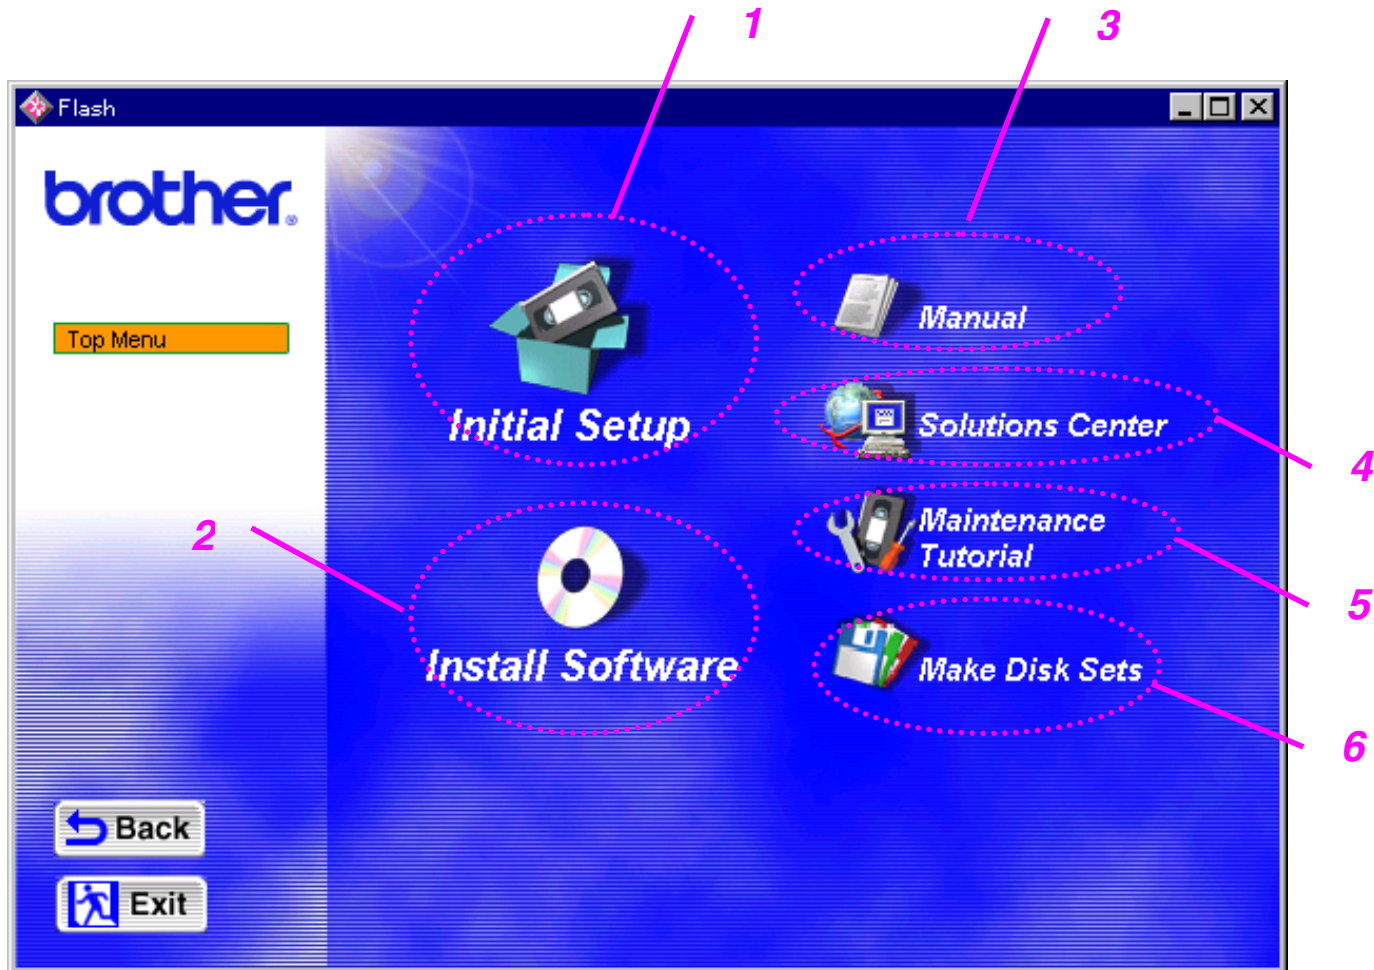 1
3
Flash
brother®
Top Menu
Manual
Initial Setup
Solutions Center
4
2
Maintenance
Tutorial
5
Install Software
Make Disk Sets
6
Back
Exit